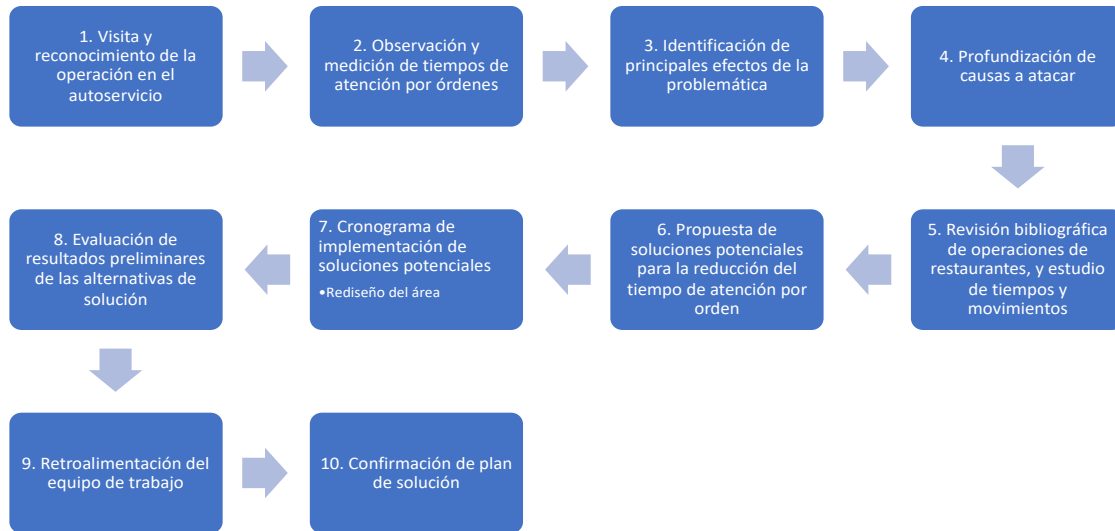 1. Visita y
reconocimiento de la
operación en el
autoservicio
2. Observación y
medición de tiempos de
atención por órdenes
3. Identificación de
principales efectos de la
problemática
4. Profundización de
causas a atacar
5. Revisión bibliográfica
de operaciones de
restaurantes, y estudio
de tiempos y
movimientos
6. Propuesta de
soluciones potenciales
para la reducción del
tiempo de atención por
orden
7. Cronograma de
implementación de
soluciones potenciales
•Rediseño del área
8. Evaluación de
resultados preliminares
de las alternativas de
solución
9. Retroalimentación del
equipo de trabajo
10. Confirmación de plan
de solución